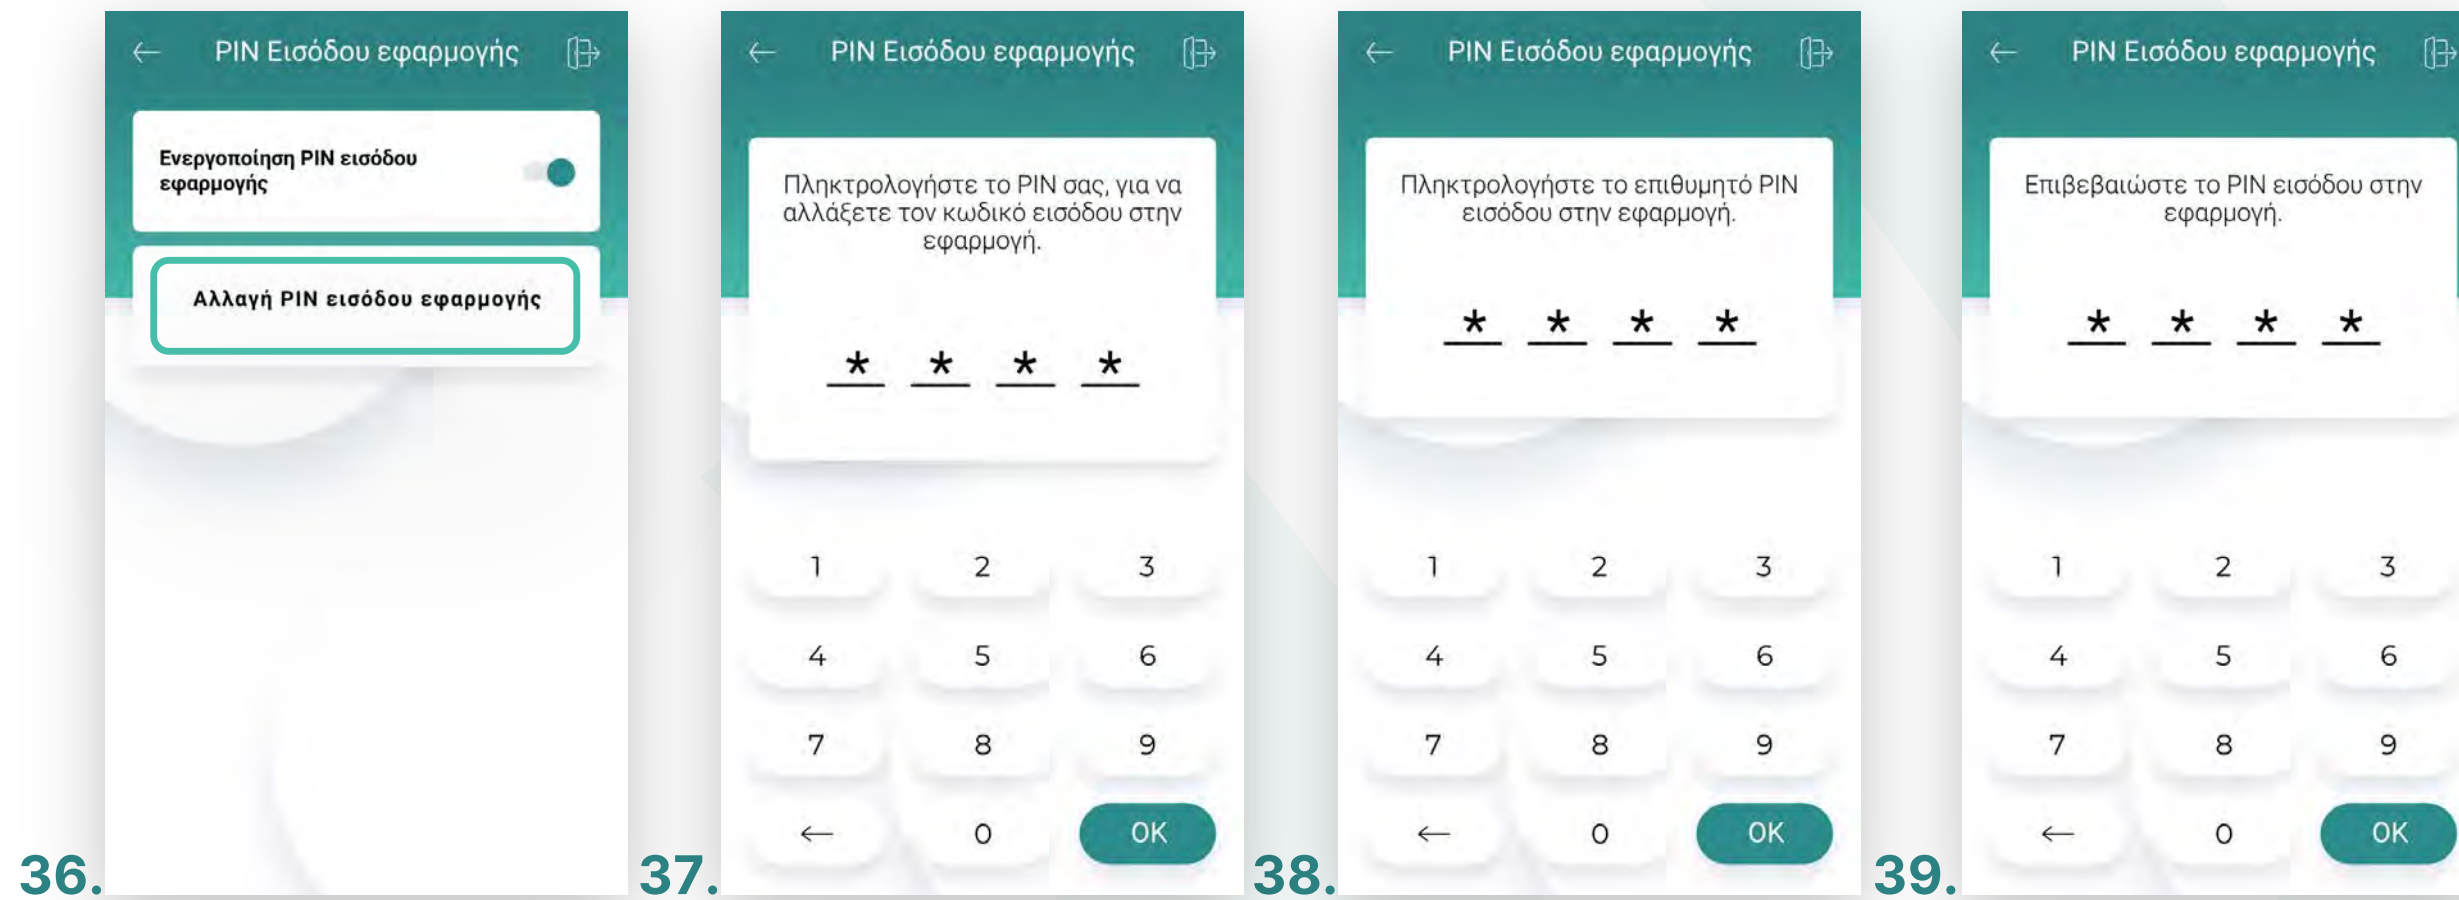 PIN Εισόδου εφαρμογής
Ενεργοποίηση PIN εισόδου
εφαρμογής
Αλλαγή PIN εισόδου εφαρμογής
36.
PIN Εισόδου εφαρμογής
Πληκτρολογήστε το PIN σας, για να
αλλάξετε τον κωδικό εισόδου στην
εφαρμογή.
* * * *
1 2 3
4 5 6
7 8 9
← 0 OK
37.
PIN Εισόδου εφαρμογής
Πληκτρολογήστε το επιθυμητό PIN
εισόδου στην εφαρμογή.
* * * *
1 2 3
4 5 6
7 8 9
← 0 OK
38.
PIN Εισόδου εφαρμογής
Επιβεβαιώστε το PIN εισόδου στην
εφαρμογή.
* * * *
1 2 3
4 5 6
7 8 9
← 0 OK
39.